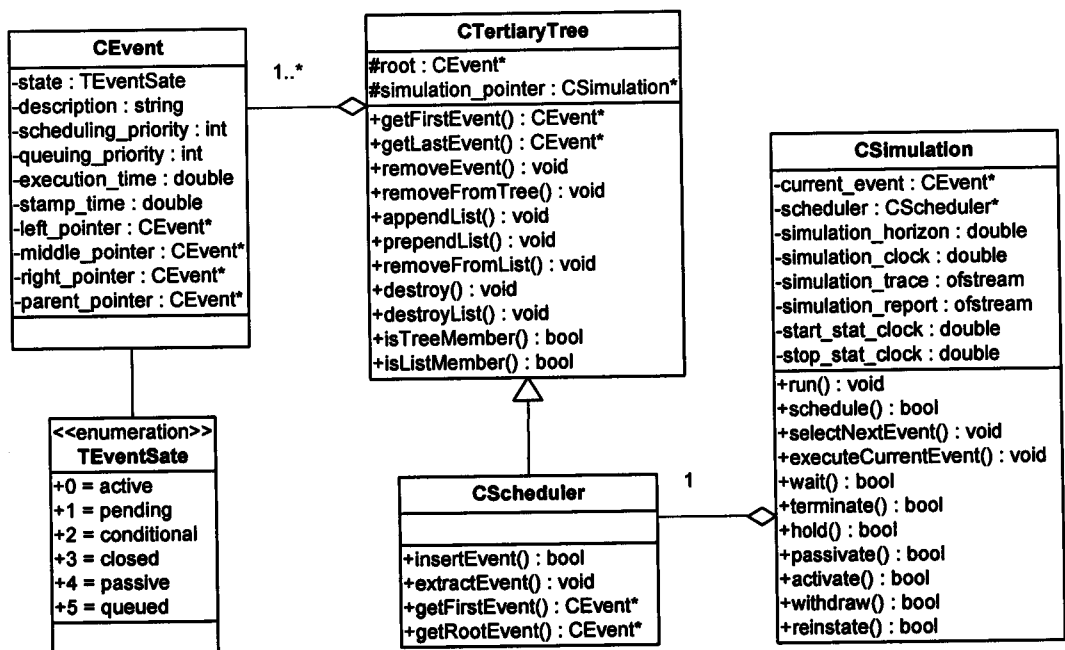 CEvent
-state : TEventSate
-description : string
-scheduling_priority : int
-queuing_priority : int
-execution_time : double
-stamp_time : double
-left_pointer : CEvent*
-middle_pointer : CEvent*
-right_pointer : CEvent*
-parent_pointer : CEvent*
1..*
CTertiaryTree
#root : CEvent*
#simulation_pointer : CSimulation*
+getFirstEvent() : CEvent*
+getLastEvent() : CEvent*
+removeEvent() : void
+removeFromTree() : void
+appendList() : void
+prependList() : void
+removeFromList() : void
+destroy() : void
+destroyList() : void
+isTreeMember() : bool
+isListMember() : bool
<<enumeration>>
TEventSate
+0 = active
+1 = pending
+2 = conditional
+3 = closed
+4 = passive
+5 = queued
CScheduler
+insertEvent() : bool
+extractEvent() : void
+getFirstEvent() : CEvent*
+getRootEvent() : CEvent*
1
CSimulation
-current_event : CEvent*
-scheduler : CScheduler*
-simulation_horizon : double
-simulation_clock : double
-simulation_trace : ofstream
-simulation_report : ofstream
-start_stat_clock : double
-stop_stat_clock : double
+run() : void
+schedule() : bool
+selectNextEvent() : void
+executeCurrentEvent() : void
+wait() : bool
+terminate() : bool
+hold() : bool
+passivate() : bool
+activate() : bool
+withdraw() : bool
+reinstate() : bool